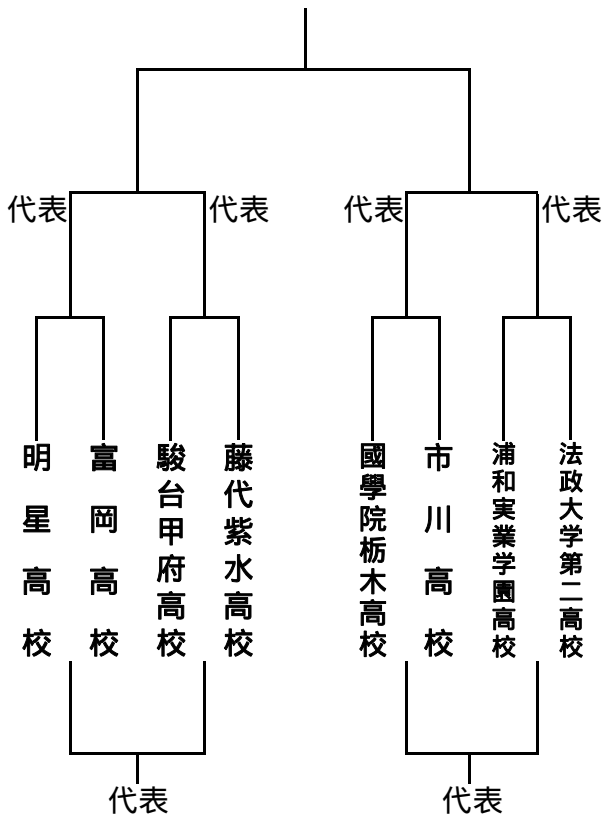 代表
代表
代表
代表
明星高校
富岡高校
駿台甲府高校
藤代紫水高校
國學院栃木高校
市川高校
浦和実業学園高校
法政大学第二高校
代表
代表